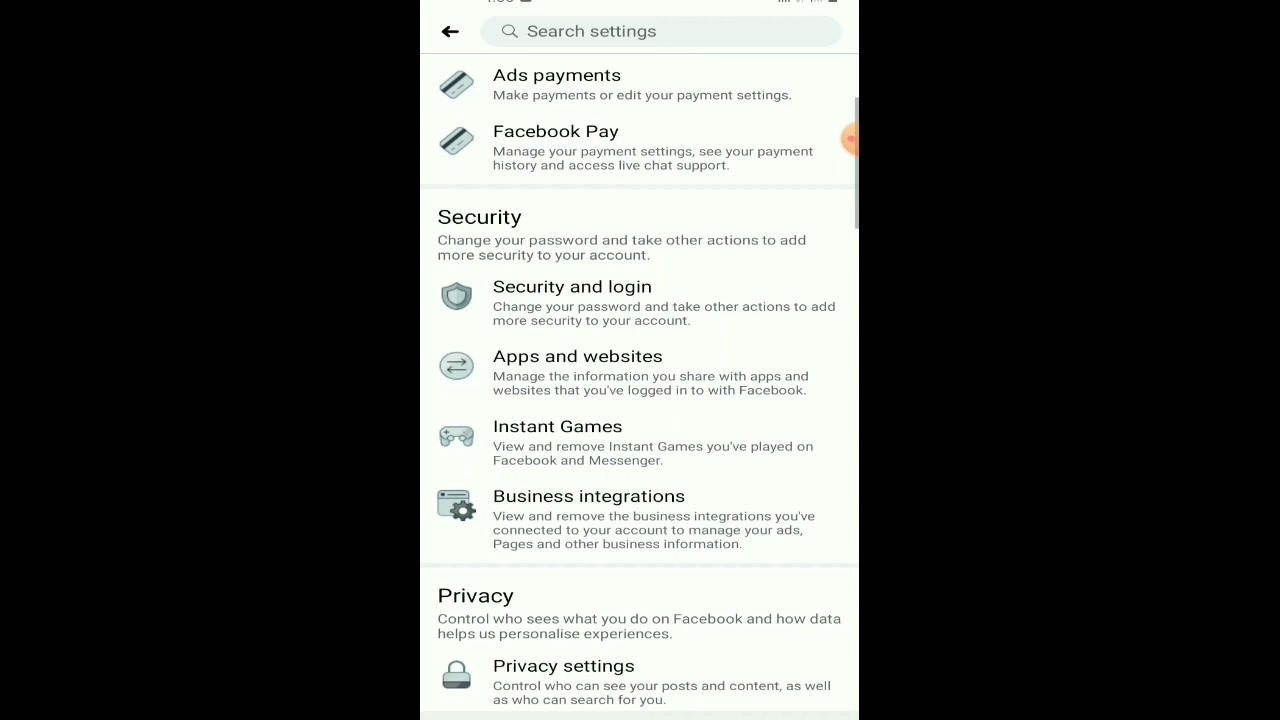 Search settings
Ads payments
Make payments or edit your payment settings.
Facebook Pay
Manage your payment settings, see your payment
history and access live chat support.
Security
Change your password and take other actions to add
more security to your account.
Security and login
Change your password and take other actions to add
more security to your account.
Apps and websites
Manage the information you share with apps and
websites that you've logged in to with Facebook.
Instant Games
View and remove Instant Games you've played on
Facebook and Messenger.
Business integrations
View and remove the business integrations you've
connected to your account to manage your ads,
Pages and other business information.
Privacy
Control who sees what you do on Facebook and how data
helps us personalise experiences.
Privacy settings
Control who can see your posts and content, as well
as who can search for you.